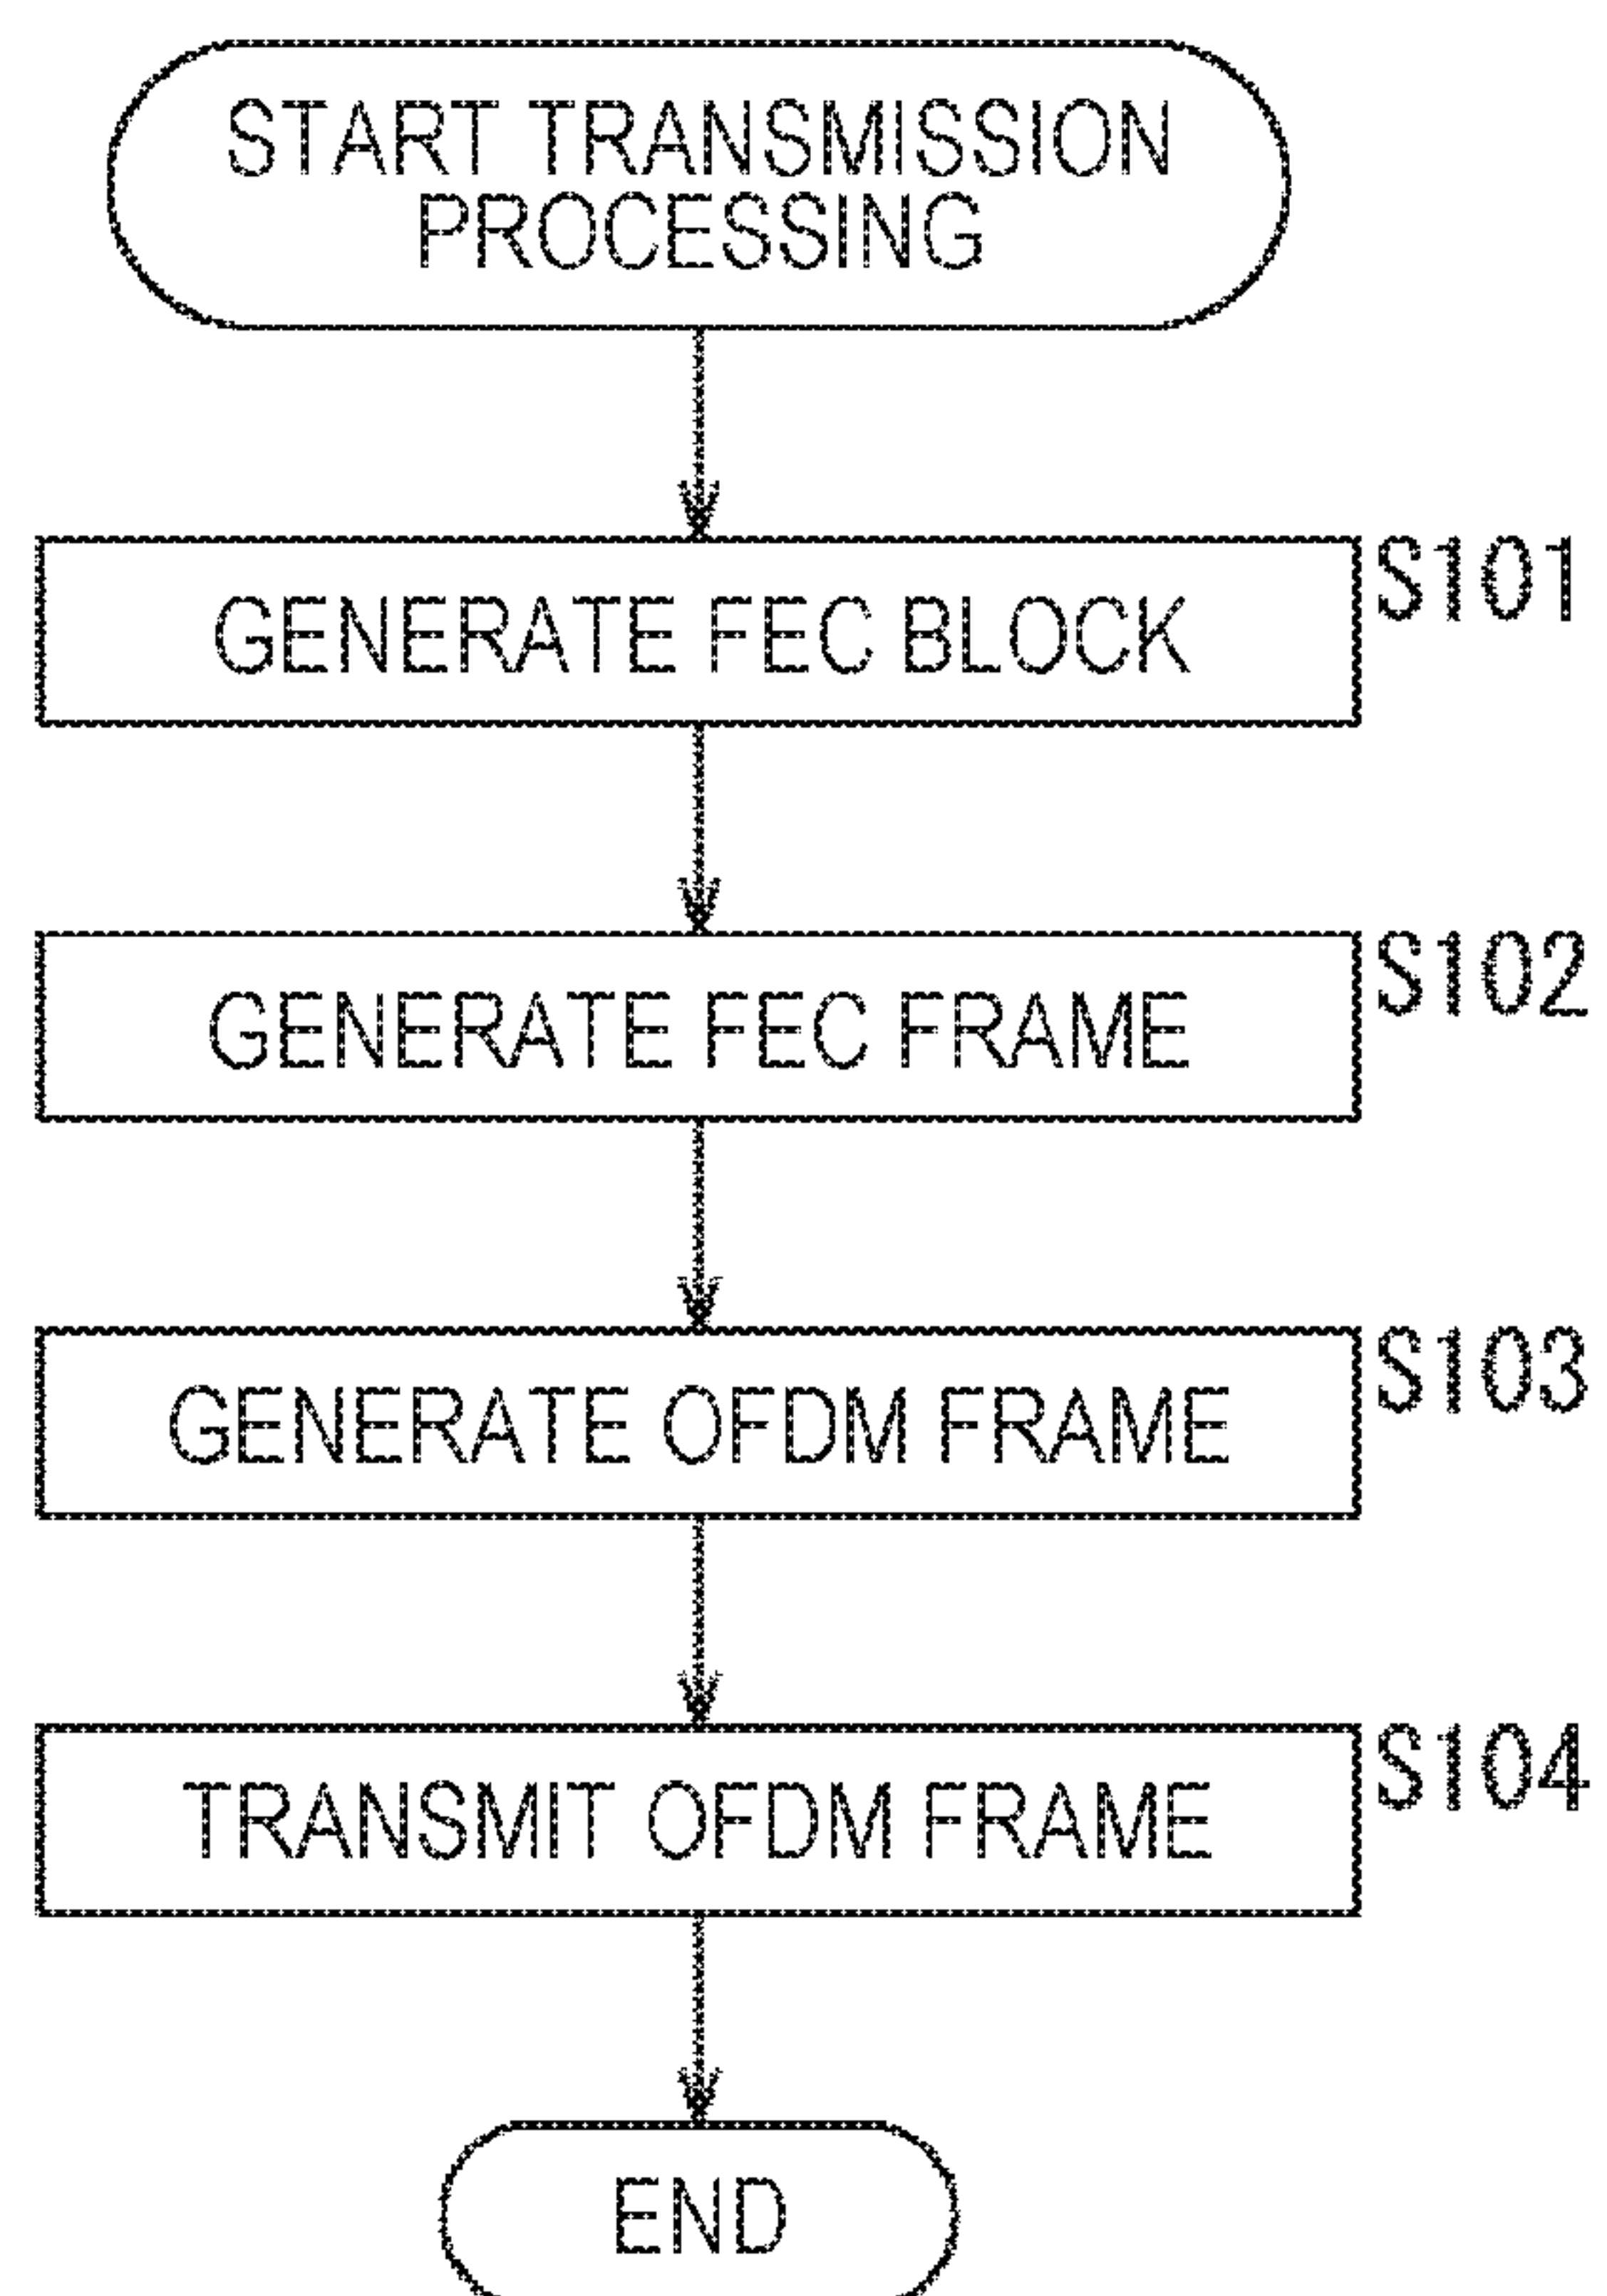 START TRANSMISSION
PROCESSING
GENERATE FEC BLOCK
S101
GENERATE FEC FRAME
S102
GENERATE OFDM FRAME
S103
TRANSMIT OFDM FRAME
S104
END